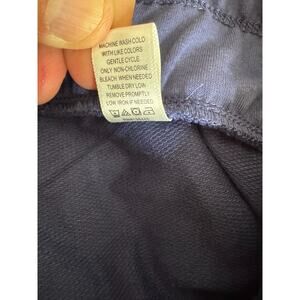 MACHINE WASH COLD
WITH LIKE COLORS
GENTLE CYCLE
ONLY NON-CHLORINE
BLEACH WHEN NEEDED
TUMBLE DRY LOW
REMOVE PROMPTLY
LOW IRON IF NEEDED